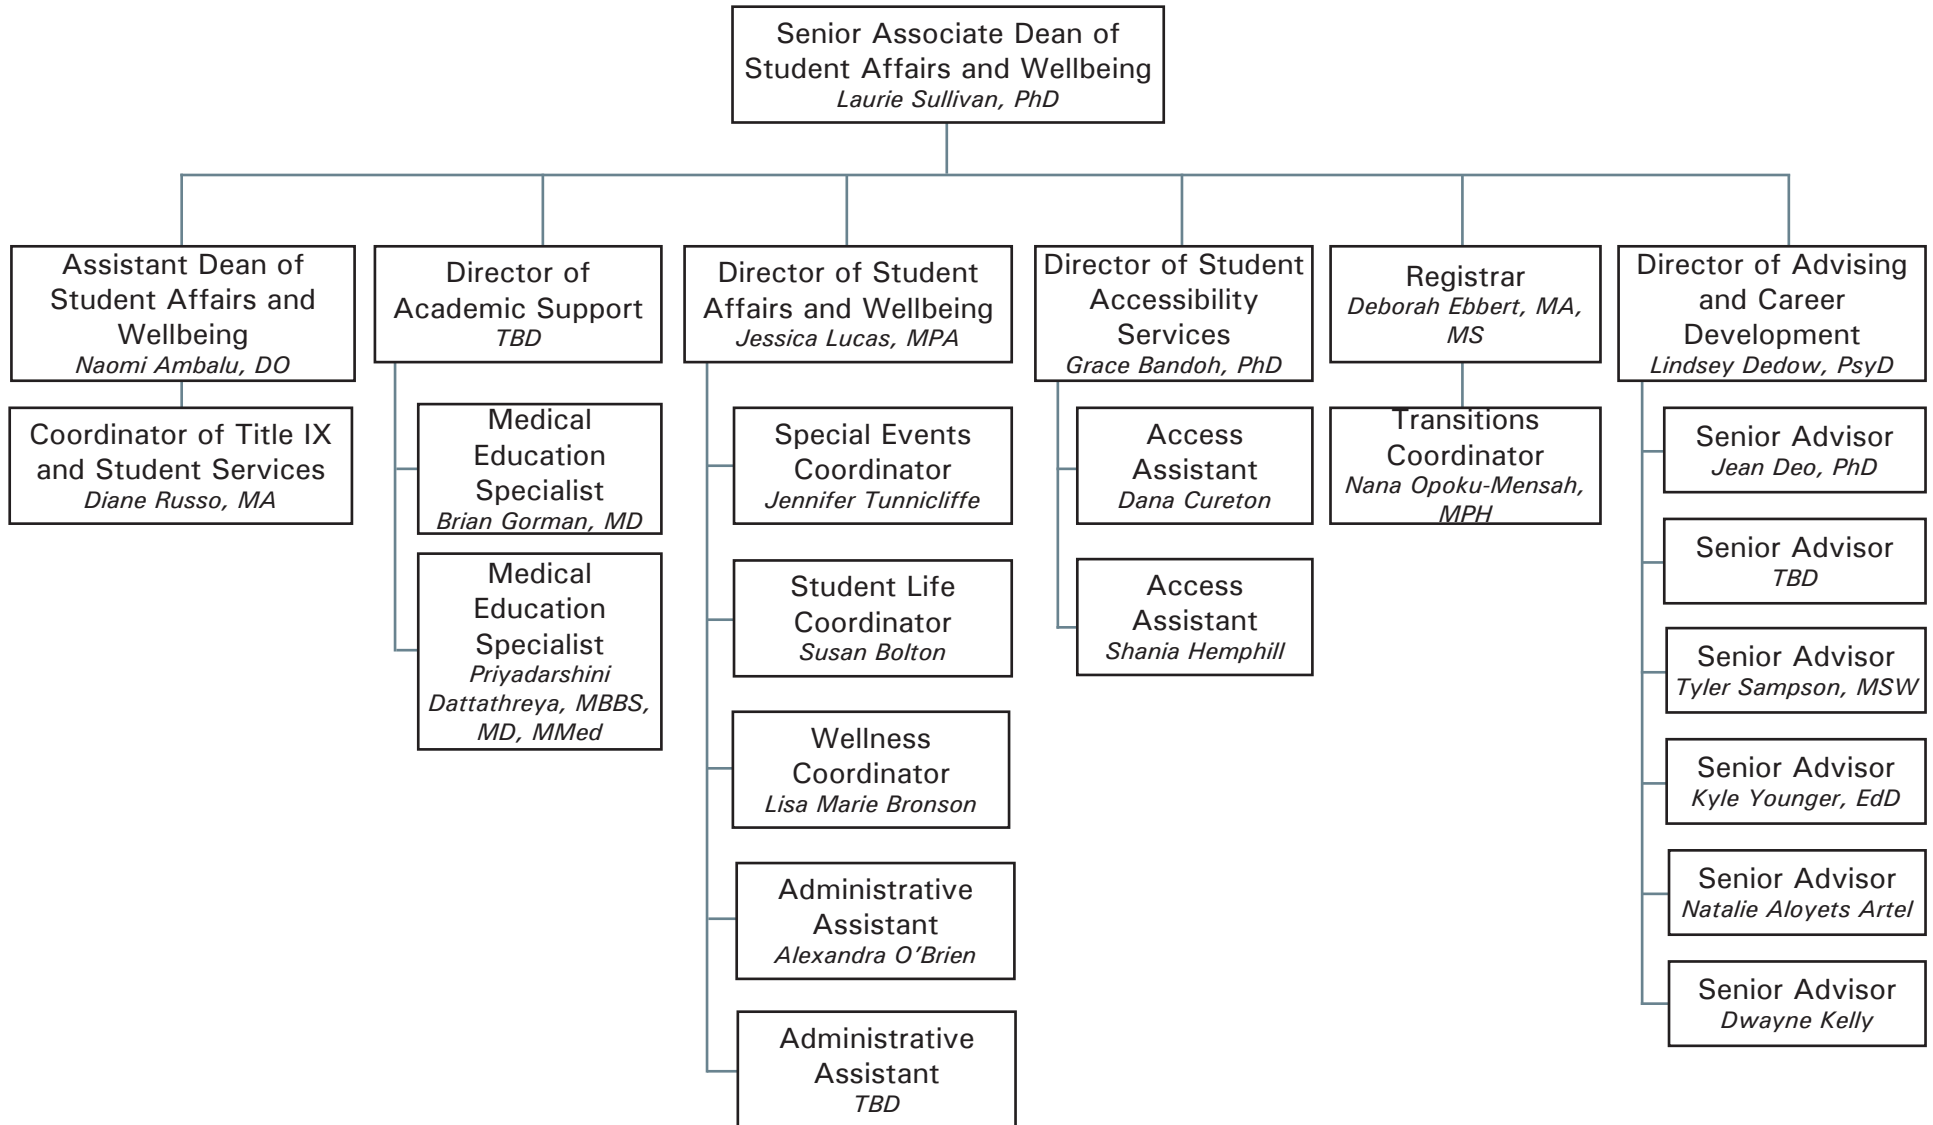 Senior Associate Dean of
Student Affairs and Wellbeing
Laurie Sullivan, PhD
Assistant Dean of
Student Affairs and
Wellbeing
Naomi Ambalu, DO
Coordinator of Title IX
and Student Services
Diane Russo, MA
Director of
Academic Support
TBD
Medical
Education
Specialist
Brian Gorman, MD
Medical
Education
Specialist
Priyadarshini
Dattathreya, MBBS,
MD, MMed
Director of Student
Affairs and Wellbeing
Jessica Lucas, MPA
Special Events
Coordinator
Jennifer Tunnicliffe
Student Life
Coordinator
Susan Bolton
Wellness
Coordinator
Lisa Marie Bronson
Administrative
Assistant
Alexandra O’Brien
Administrative
Assistant
TBD
Director of Student
Accessibility
Services
Grace Bandoh, PhD
Access
Assistant
Dana Cureton
Access
Assistant
Shania Hemphill
Registrar
Deborah Ebbert, MA,
MS
Transitions
Coordinator
Nana Opoku-Mensah,
MPH
Director of Advising
and Career
Development
Lindsey Dedow, PsyD
Senior Advisor
Jean Deo, PhD
Senior Advisor
TBD
Senior Advisor
Tyler Sampson, MSW
Senior Advisor
Kyle Younger, EdD
Senior Advisor
Natalie Aloyets Artel
Senior Advisor
Dwayne Kelly